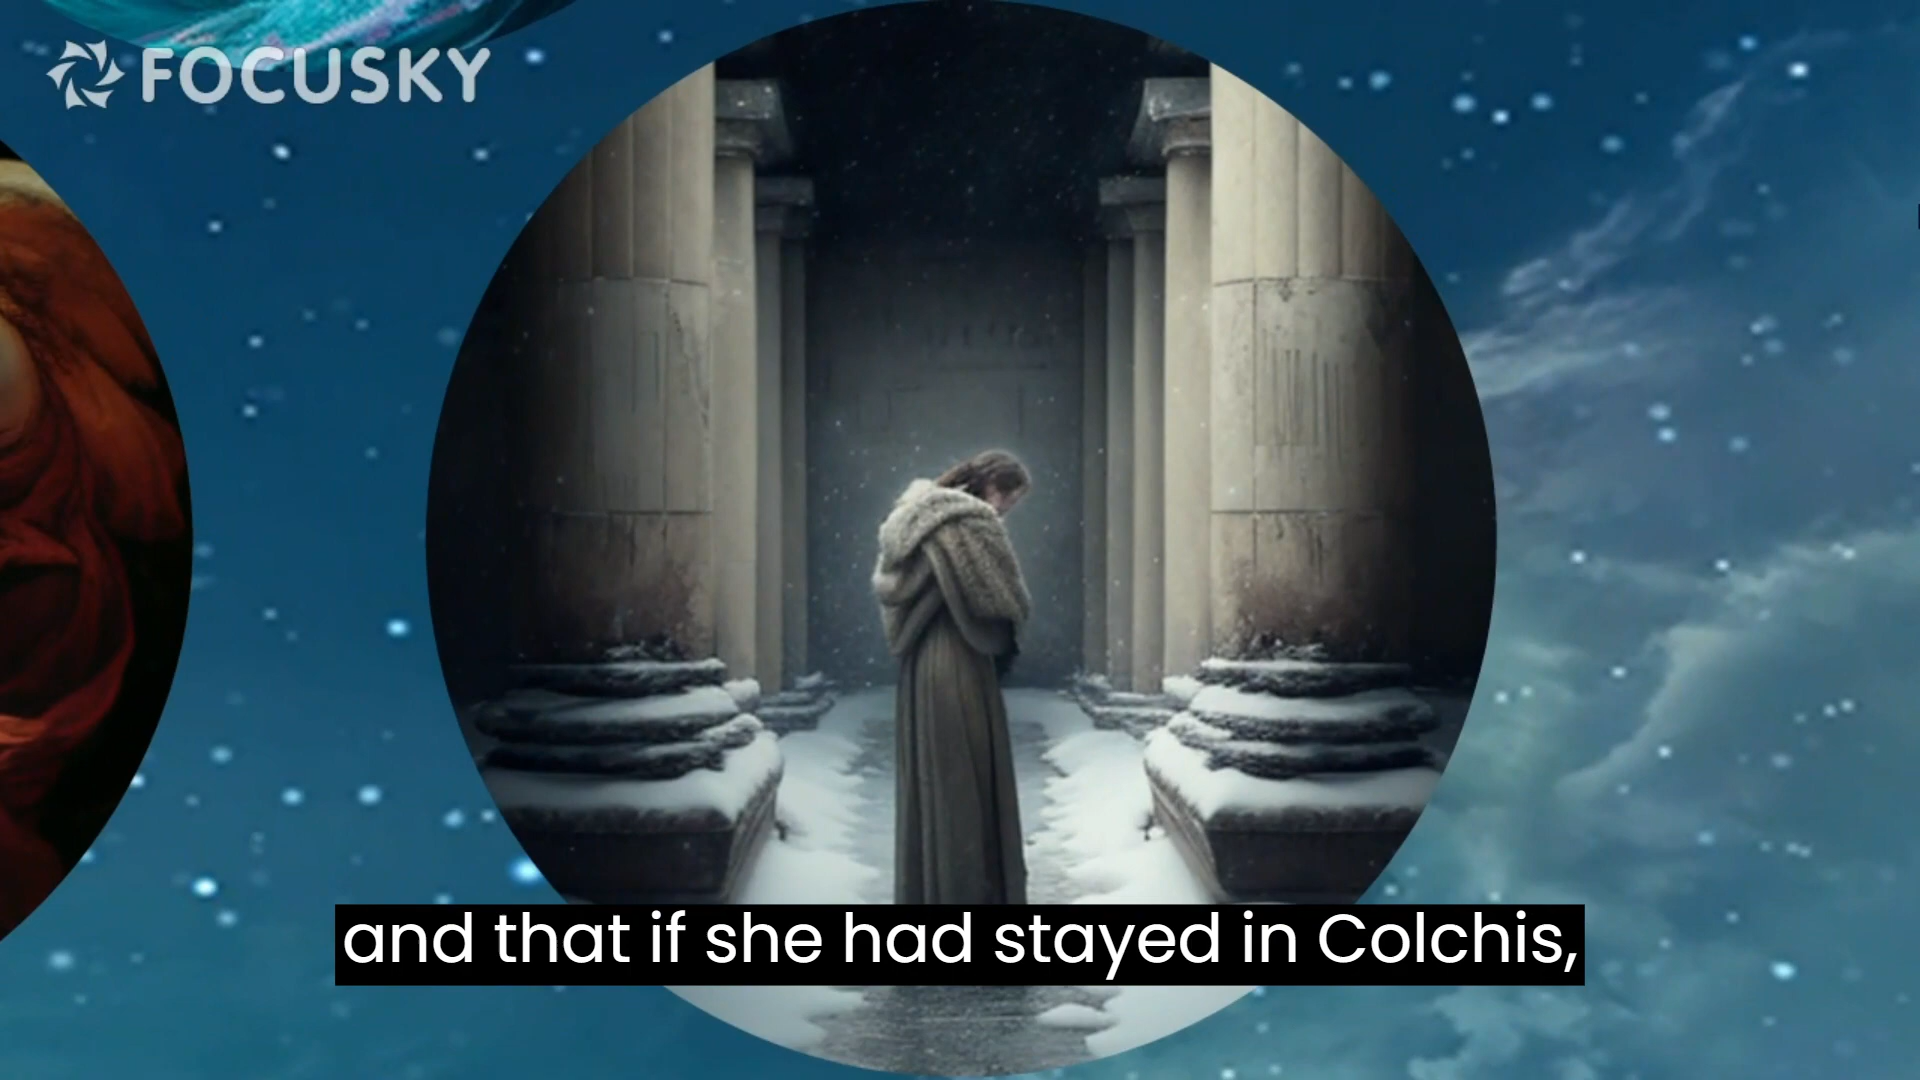 FOCUSKY
and that if she had stayed in Colchis,